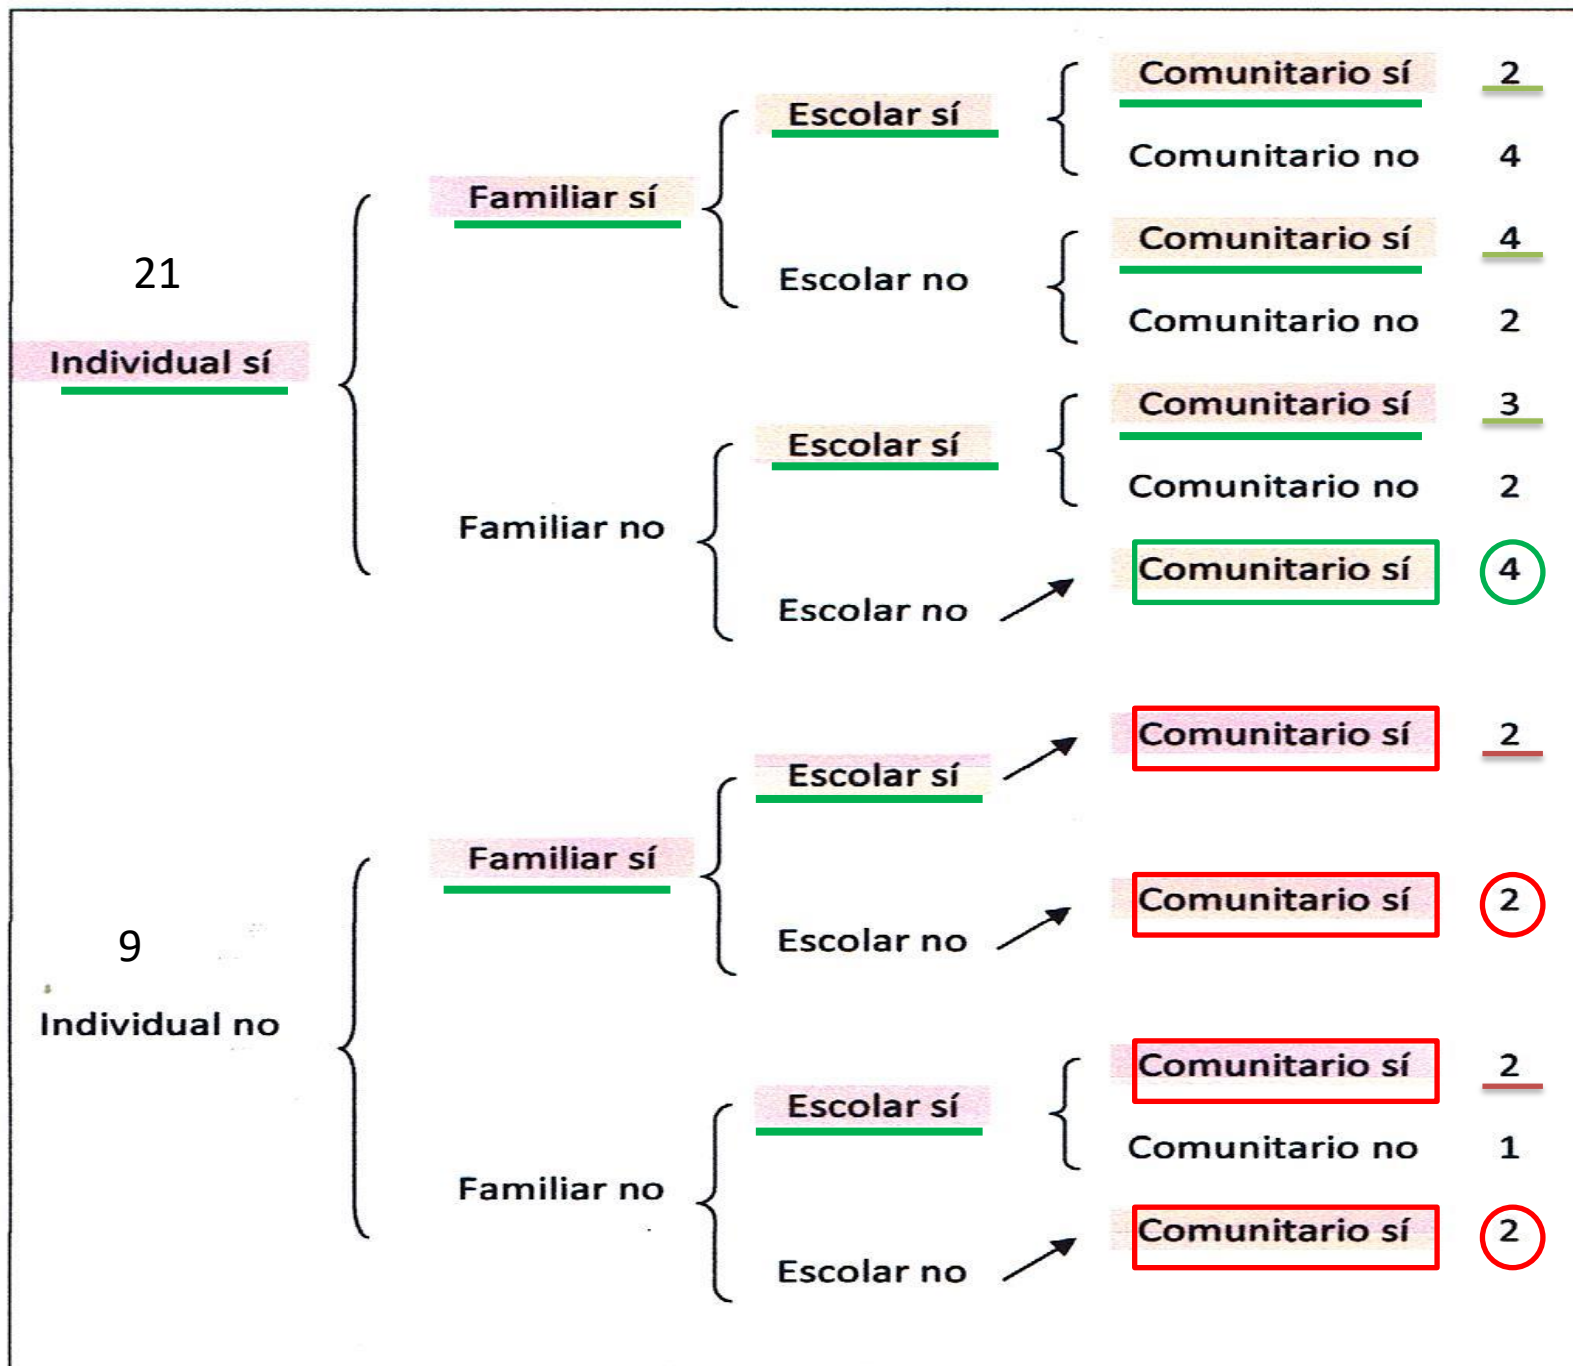 Comunitario sí 2
Escolar sí
Comunitario no 4
Familiar sí
Comunitario sí 4
21
Escolar no
Comunitario no 2
Individual sí
Comunitario sí 3
Escolar sí
Comunitario no 2
Familiar no
Comunitario sí 4
Escolar no
Comunitario sí 2
Escolar sí
Familiar sí
Comunitario sí 2
9
Escolar no
Individual no
Comunitario sí 2
Escolar sí
Comunitario no 1
Familiar no
Comunitario sí 2
Escolar no